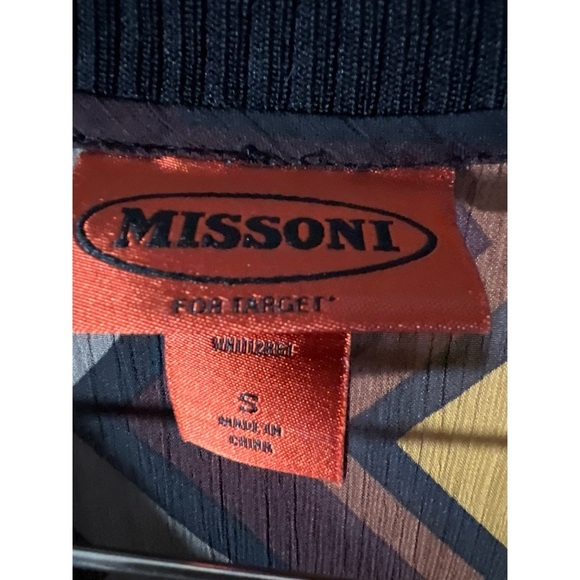 MISSONI
FOR TARGET*
S
MADE IN
CHINA